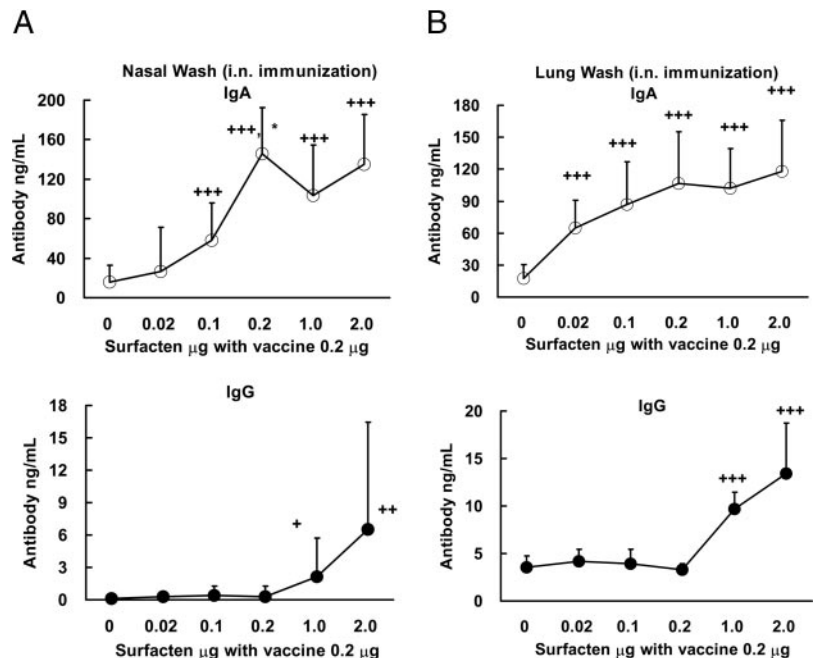 A
Nasal Wash (i.n. immunization)
IgA
Antibody ng/mL
200
160
120
80
40
0
+++
+++, *
+++
+++
0 0.02 0.1 0.2 1.0 2.0
Surfacten μg with vaccine 0.2 μg
B
Lung Wash (i.n. immunization)
IgA
Antibody ng/mL
180
150
120
90
60
30
0
+++
+++
+++
+++
+++
0 0.02 0.1 0.2 1.0 2.0
Surfacten μg with vaccine 0.2 μg
IgG
Antibody ng/mL
18
15
12
9
6
3
0
+
++
0 0.02 0.1 0.2 1.0 2.0
Surfacten μg with vaccine 0.2 μg
IgG
Antibody ng/mL
20
15
10
5
0
+++
+++
0 0.02 0.1 0.2 1.0 2.0
Surfacten μg with vaccine 0.2 μg